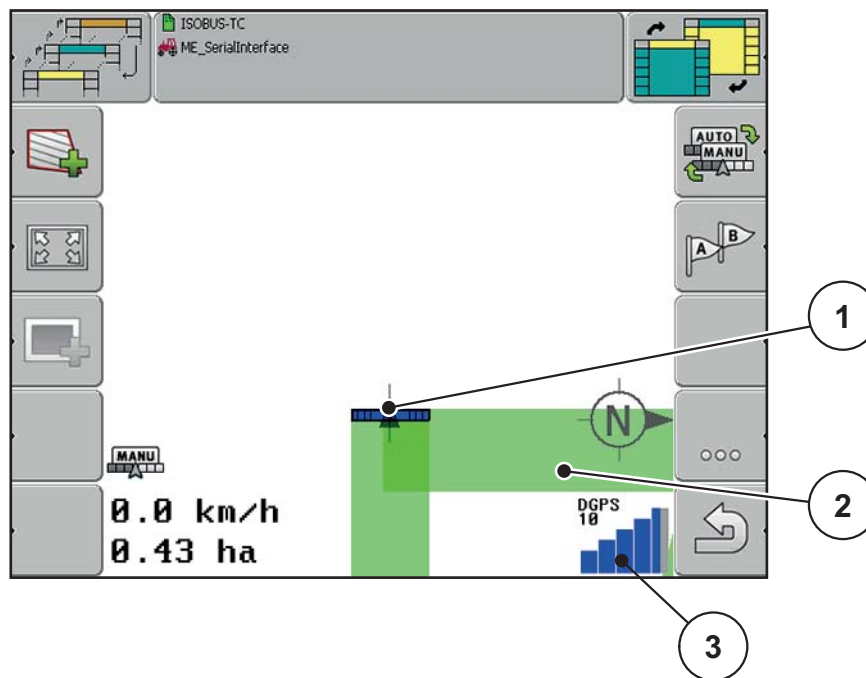 ISOBUS-TC
ME_SerialInterface
AUTO
MANU
A B
1
N
MANU
2
0.0 km/h
DGPS
10
0.43 ha
3